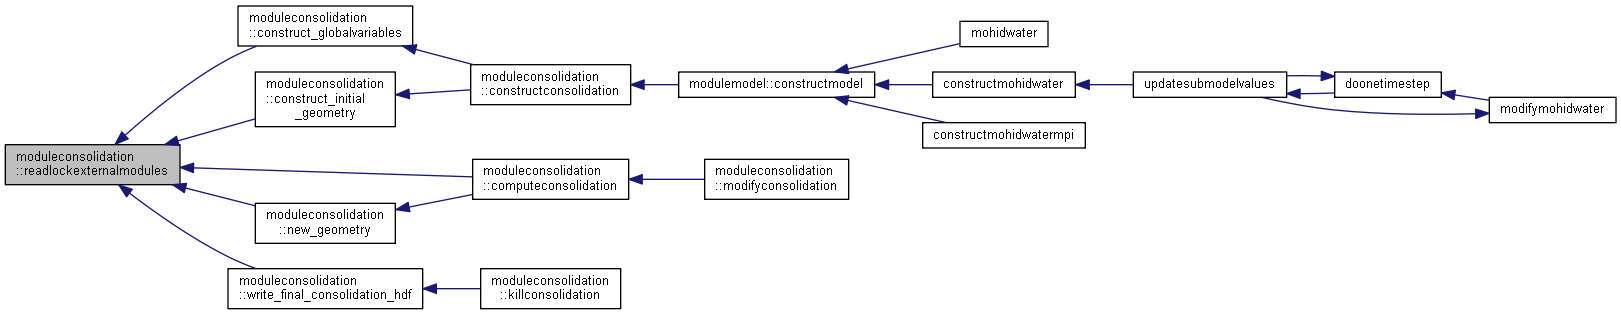 moduleconsolidation
::readlockexternalmodules
moduleconsolidation
::construct_globalvariables
moduleconsolidation
::construct_initial
_geometry
moduleconsolidation
::constructconsolidation
modulemodel::constructmodel
mohidwater
constructmohidwater
constructmohidwatermpi
updatesubmodelvalues
doonetimestep
modifymohidwater
moduleconsolidation
::computeconsolidation
moduleconsolidation
::modifyconsolidation
moduleconsolidation
::new_geometry
moduleconsolidation
::write_final_consolidation_hdf
moduleconsolidation
::killconsolidation